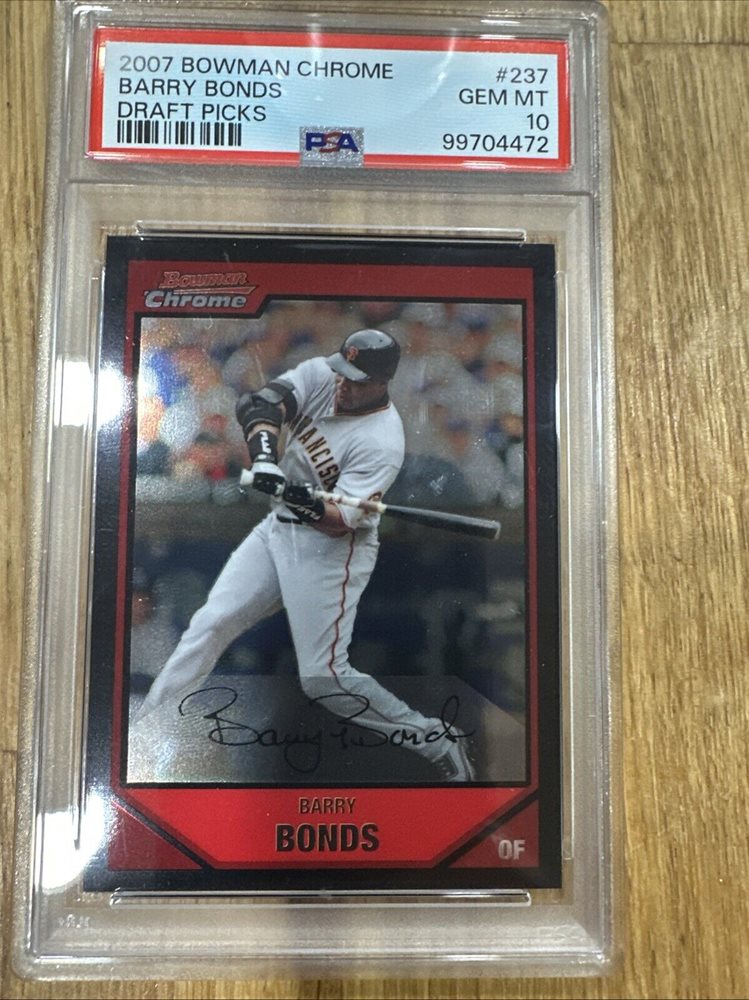 2007 BOWMAN CHROME #237
BARRY BONDS GEM MT
DRAFT PICKS 10
PSA 99704472
Bowman
Chrome
Barry Bonds
BARRY
BONDS
OF